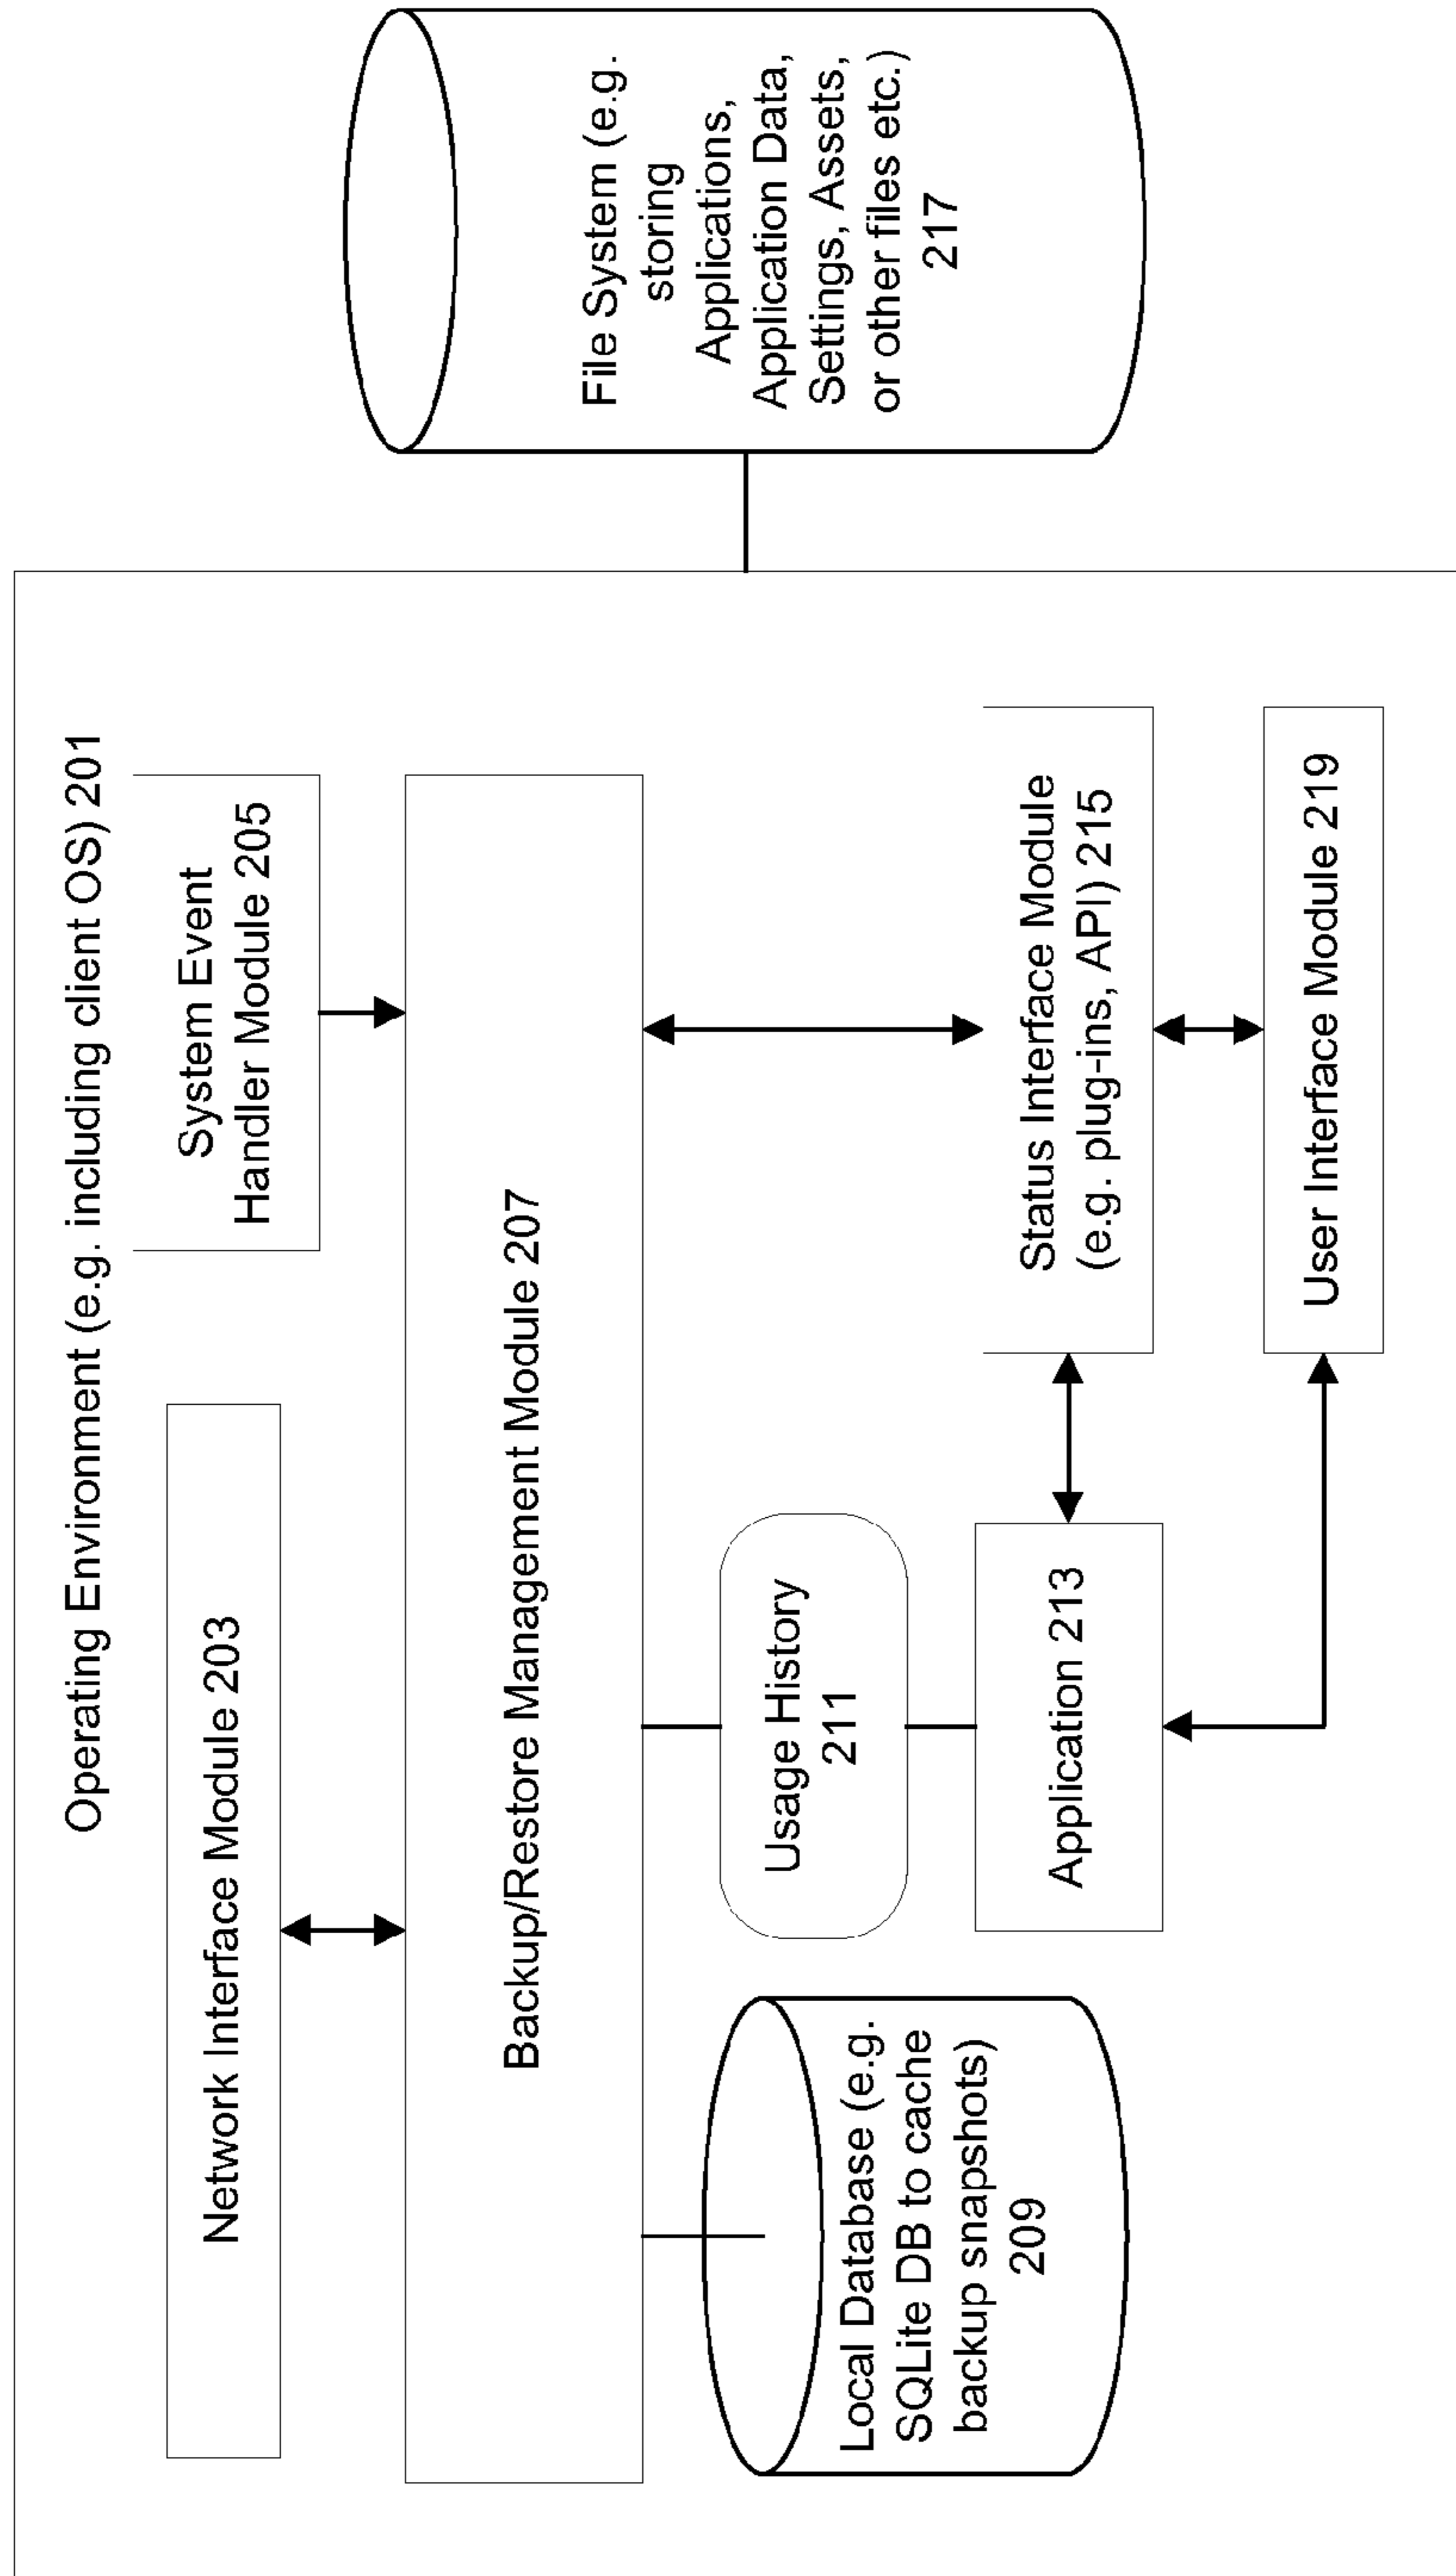 Operating Environment (e.g. including client OS) 201
Network Interface Module 203
System Event
Handler Module 205
Backup/Restore Management Module 207
Local Database (e.g.
SQLite DB to cache
backup snapshots)
209
Usage History
211
Application 213
Status Interface Module
(e.g. plug-ins, API) 215
User Interface Module 219
File System (e.g.
storing
Applications,
Application Data,
Settings, Assets,
or other files etc.)
217